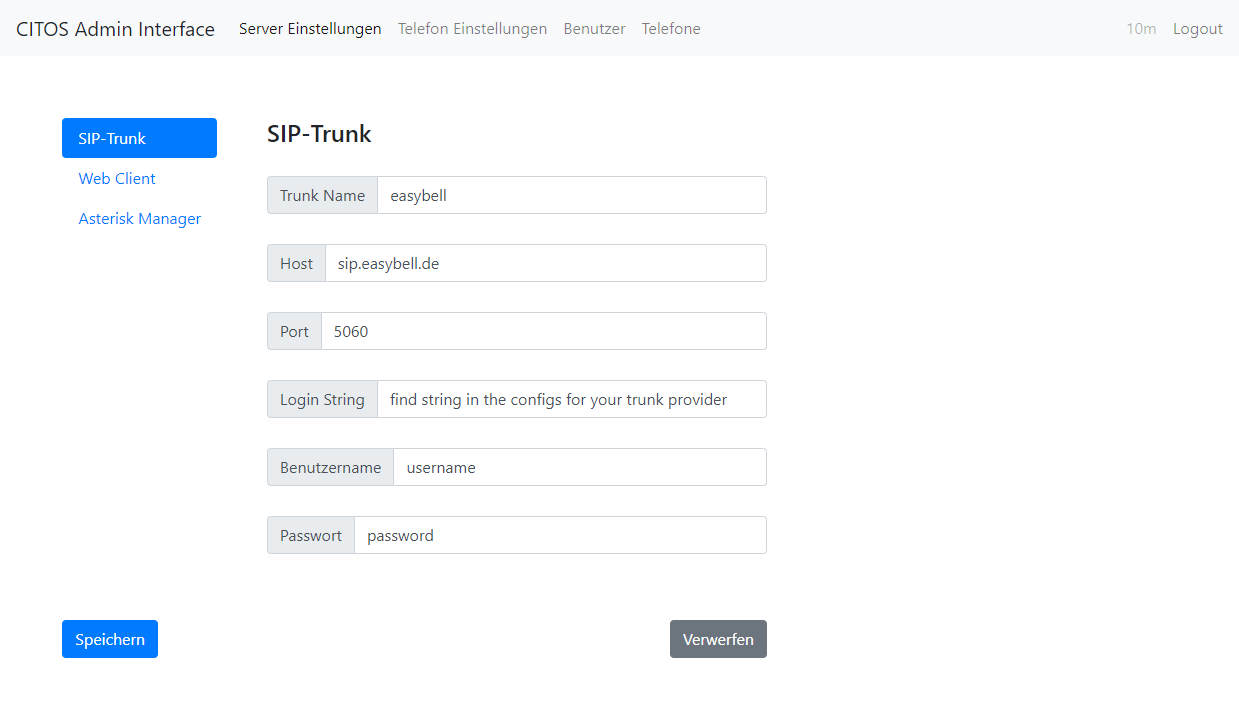 CITOS Admin Interface Server Einstellungen Telefon Einstellungen Benutzer Telefone 10m Logout
SIP-Trunk
Web Client
Asterisk Manager
SIP-Trunk
Trunk Name easybell
Host sip.easybell.de
Port 5060
Login String find string in the configs for your trunk provider
Benutzername username
Passwort password
Speichern Verwerfen